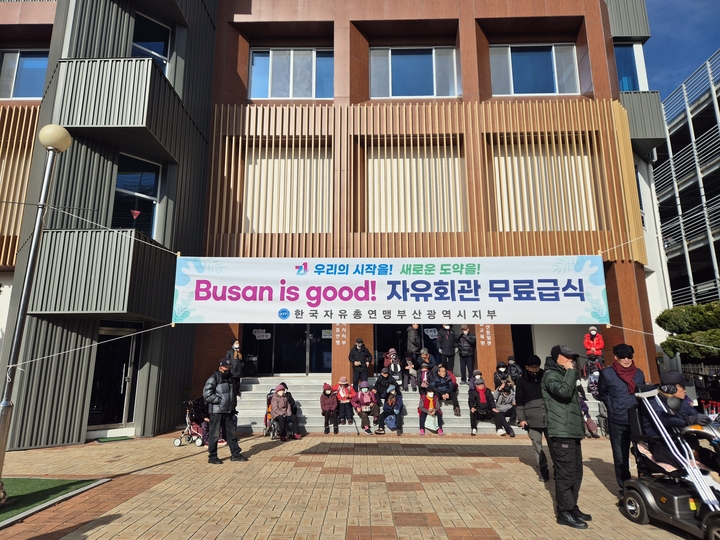 우리의 시작을! 새로운 도약을!
Busan is good! 자유회관 무료급식
한국자유총연맹부산광역시지부